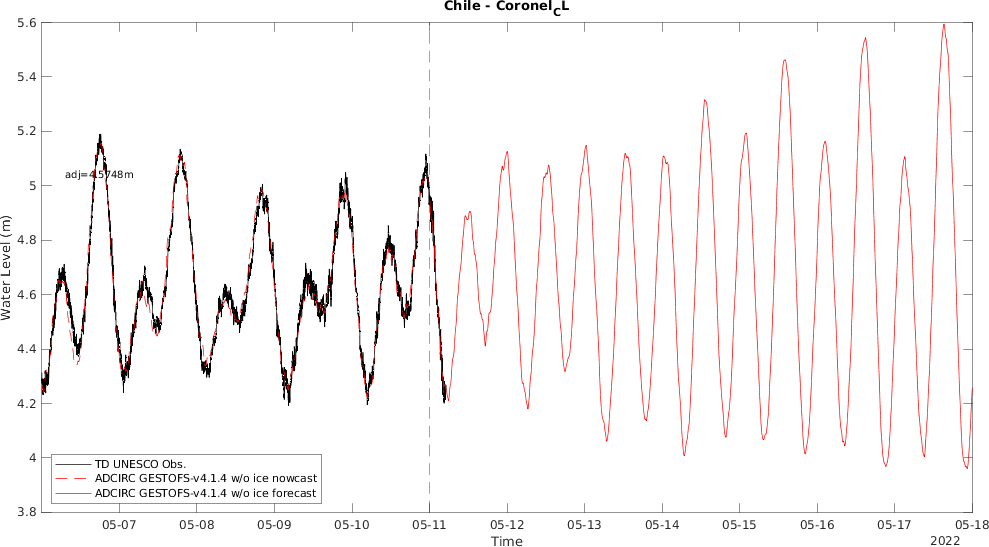 Chile - Coronel_CL
5.6
5.4
5.2
5
4.8
4.6
4.4
4.2
4
3.8
Water Level (m)
adj=4.5748m
TD UNESCO Obs.
ADCIRC GESTOFS-v4.1.4 w/o ice nowcast
ADCIRC GESTOFS-v4.1.4 w/o ice forecast
05-07 05-08 05-09 05-10 05-11 05-12 05-13 05-14 05-15 05-16 05-17 05-18
Time
2022